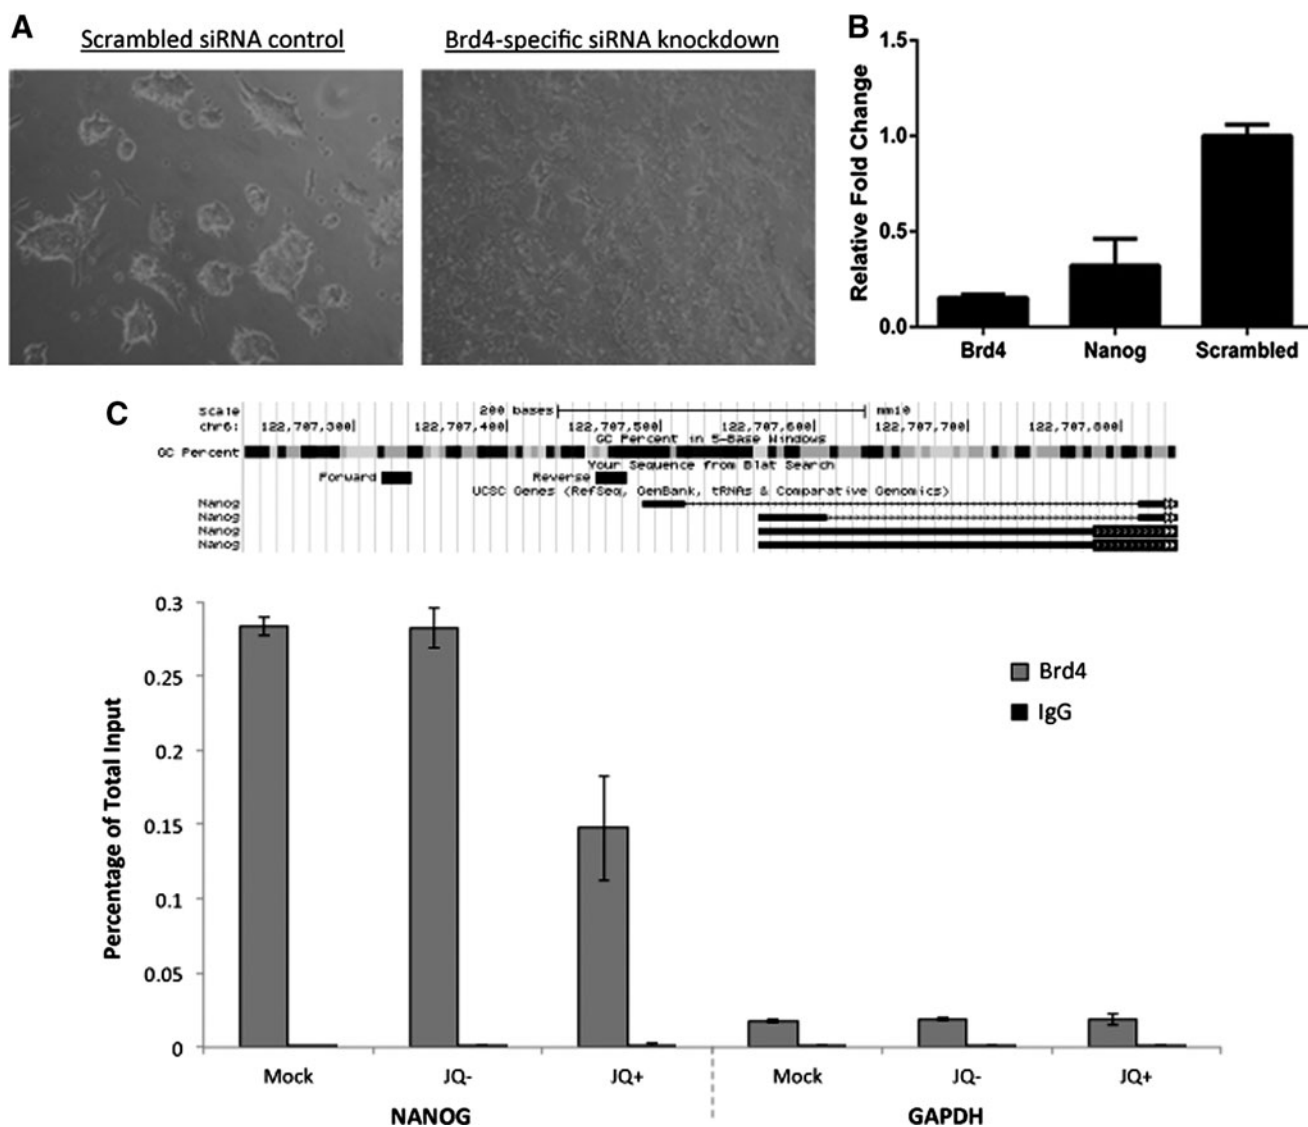 A
Scrambled siRNA control
Brd4-specific siRNA knockdown
B
Relative Fold Change
1.5
1.0
0.5
0.0
Brd4
Nanog
Scrambled
C
Scale
200 bases
mm10
chr6:
122,707,300
122,707,400
122,707,500
122,707,600
122,707,700
122,707,800
GC Percent in 5-Base Windows
GC Percent
Your Sequence from Blat Search
Forward
Reverse
UCSC Genes (RefSeq, GenBank, tRNAs & Comparative Genomics)
Nanog
Nanog
Nanog
Nanog
Percentage of Total Input
0.3
0.25
0.2
0.15
0.1
0.05
0
Brd4
IgG
Mock
JQ-
JQ+
Mock
JQ-
JQ+
NANOG
GAPDH